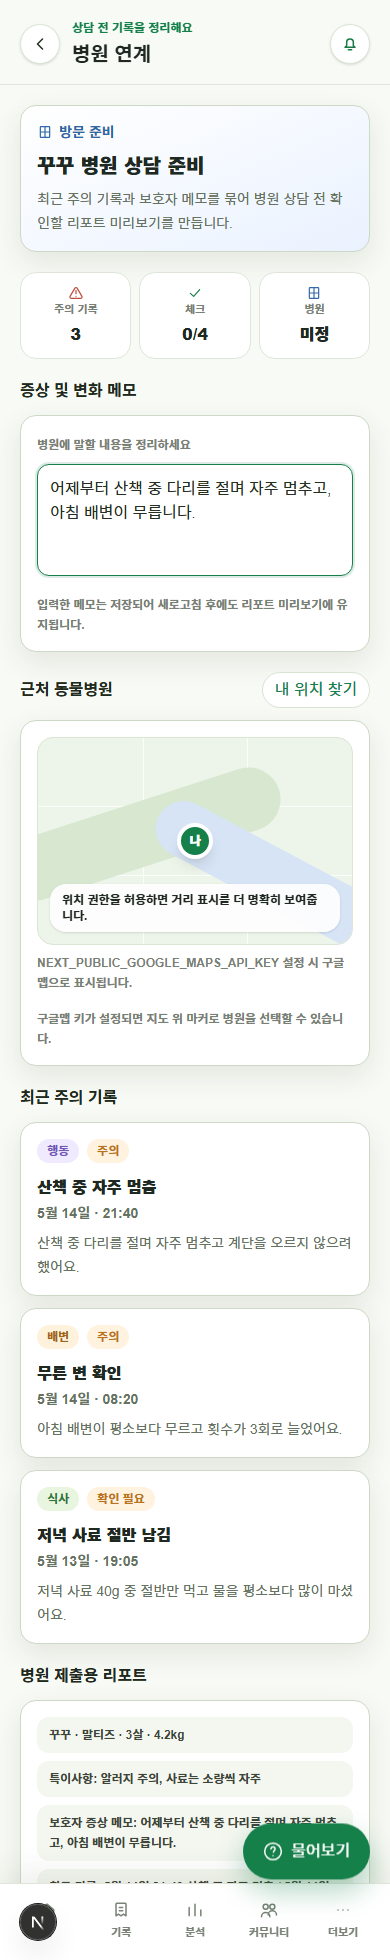 상담 전 기록을 정리해요
병원 연계
방문 준비
꾸꾸 병원 상담 준비
최근 주의 기록과 보호자 메모를 묶어 병원 상담 전 확
인할 리포트 미리보기를 만듭니다.
주의 기록
3
체크
0/4
병원
미정
증상 및 변화 메모
병원에 말할 내용을 정리하세요
어제부터 산책 중 다리를 절며 자주 멈추고,
아침 배변이 무릅니다.
입력한 메모는 저장되어 새로고침 후에도 리포트 미리보기에 유
지됩니다.
근처 동물병원
내 위치 찾기
나
위치 권한을 허용하면 거리 표시를 더 명확히 보여줍
니다.
NEXT_PUBLIC_GOOGLE_MAPS_API_KEY 설정 시 구글
맵으로 표시됩니다.
구글맵 키가 설정되면 지도 위 마커로 병원을 선택할 수 있습니
다.
최근 주의 기록
행동 주의
산책 중 자주 멈춤
5월 14일 · 21:40
산책 중 다리를 절며 자주 멈추고 계단을 오르지 않으려
했어요.
배변 주의
무른 변 확인
5월 14일 · 08:20
아침 배변이 평소보다 무르고 횟수가 3회로 늘었어요.
식사 확인 필요
저녁 사료 절반 남김
5월 13일 · 19:05
저녁 사료 40g 중 절반만 먹고 물을 평소보다 많이 마셨
어요.
병원 제출용 리포트
꾸꾸 · 말티즈 · 3살 · 4.2kg
특이사항: 알러지 주의, 사료는 소량씩 자주
보호자 증상 메모: 어제부터 산책 중 다리를 절며 자주 멈추
고, 아침 배변이 무릅니다.
물어보기
N
기록
분석
커뮤니티
더보기